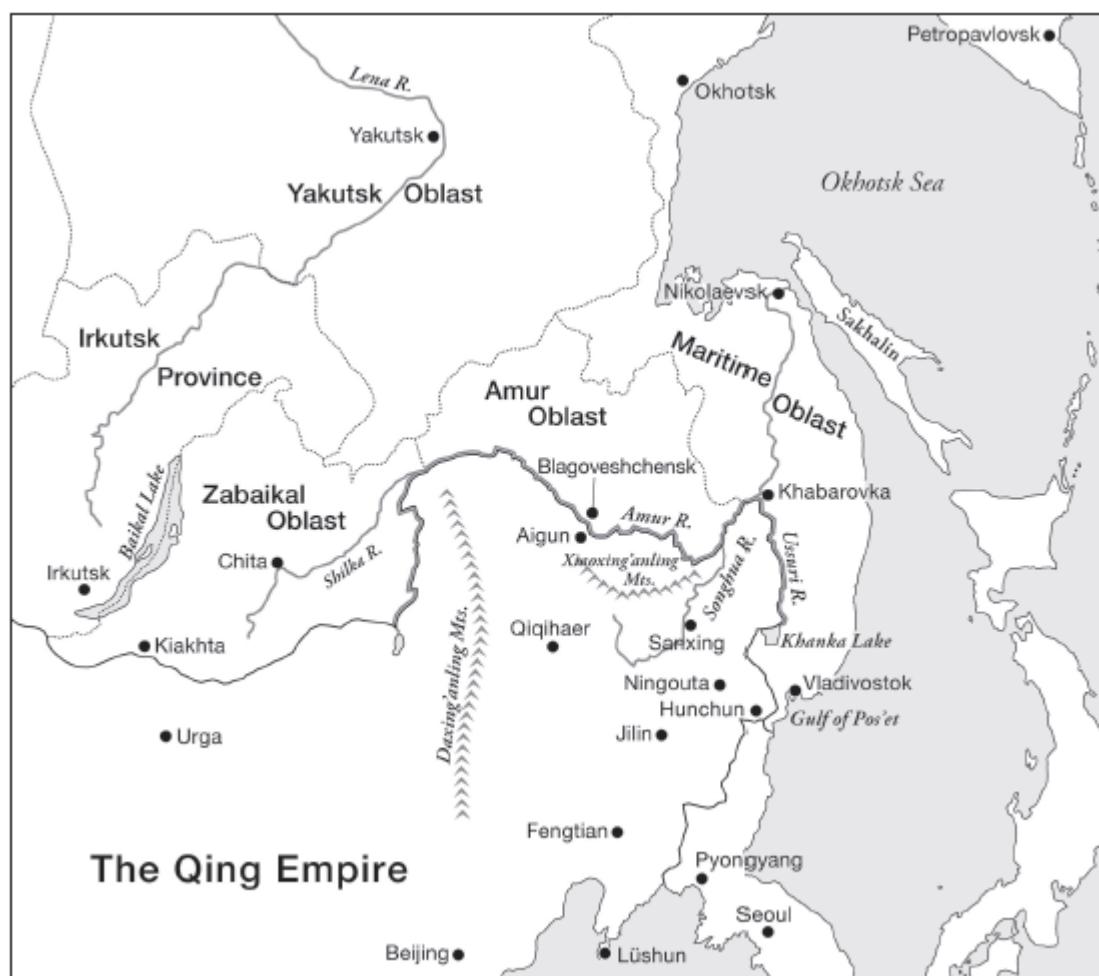 Petropavlovsk
Lena R.
Okhotsk
Yakutsk
Okhotsk Sea
Yakutsk Oblast
Nikolaevsk
Sakhalin
Irkutsk
Province
Maritime
Oblast
Amur
Oblast
Blagoveshchensk
Baikal Lake
Zabaikal
Oblast
Khabarovka
Amur R.
Aigun
Chita
Shilka R.
Xiaoxing'anling
Mts.
Songhua R.
Ussuri R.
Irkutsk
Qiqihaer
Sanxing
Khanka Lake
Kiakhta
Daxing'anling Mts.
Ningouta
Vladivostok
Hunchun
Gulf of Pos'et
Urga
Jilin
Fengtian
The Qing Empire
Pyongyang
Seoul
Beijing
Lüshun